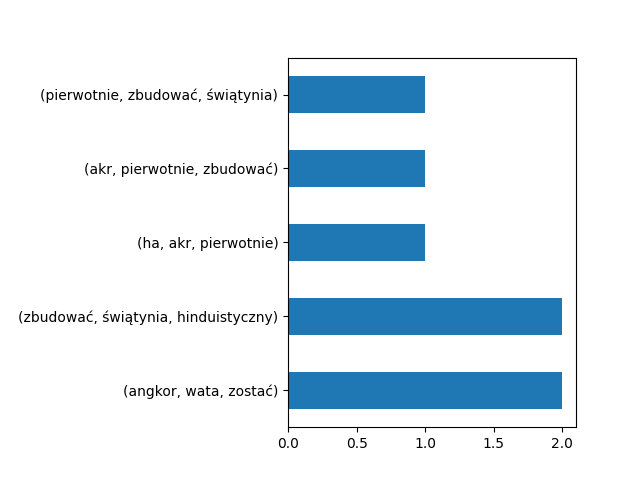 (pierwotnie, zbudować, świątynia)
(akr, pierwotnie, zbudować)
(ha, akr, pierwotnie)
(zbudować, świątynia, hinduistyczny)
(angkor, wata, zostać)
0.0 0.5 1.0 1.5 2.0